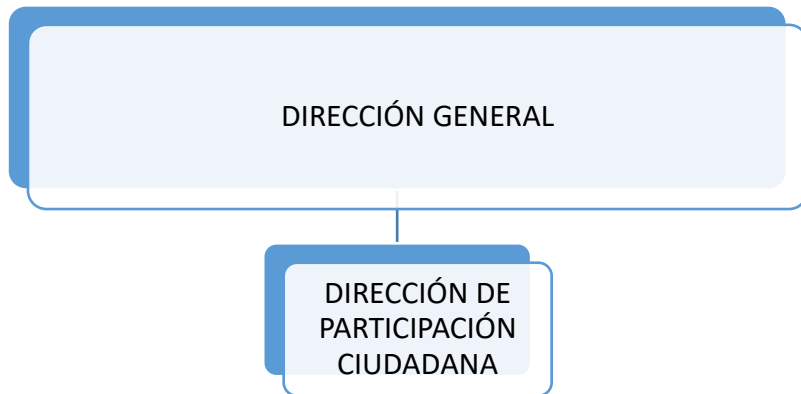 DIRECCIÓN GENERAL
DIRECCIÓN DE
PARTICIPACIÓN
CIUDADANA